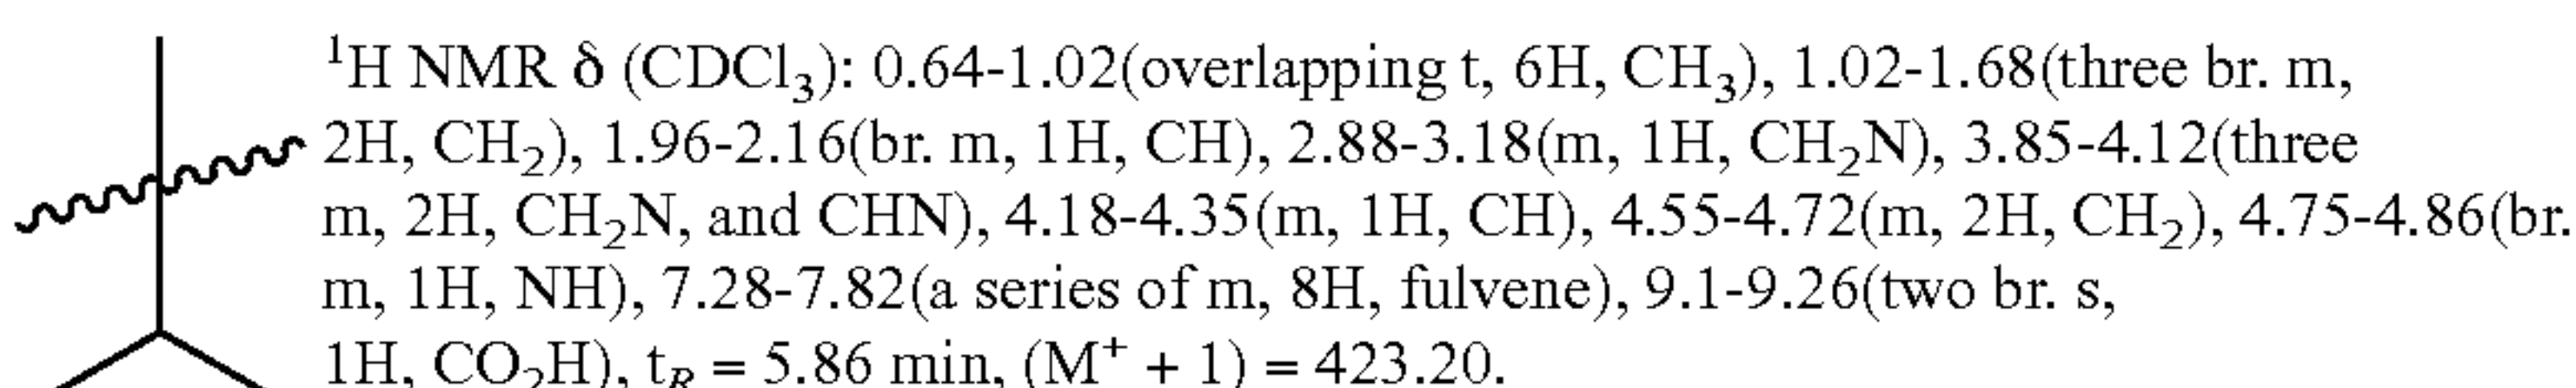 ¹H NMR δ (CDCl₃): 0.64-1.02(overlapping t, 6H, CH₃), 1.02-1.68(three br. m,
2H, CH₂), 1.96-2.16(br. m, 1H, CH), 2.88-3.18(m, 1H, CH₂N), 3.85-4.12(three
m, 2H, CH₂N, and CHN), 4.18-4.35(m, 1H, CH), 4.55-4.72(m, 2H, CH₂), 4.75-4.86(br.
m, 1H, NH), 7.28-7.82(a series of m, 8H, fulvene), 9.1-9.26(two br. s,
1H, CO₂H), t_R = 5.86 min, (M⁺ + 1) = 423.20.